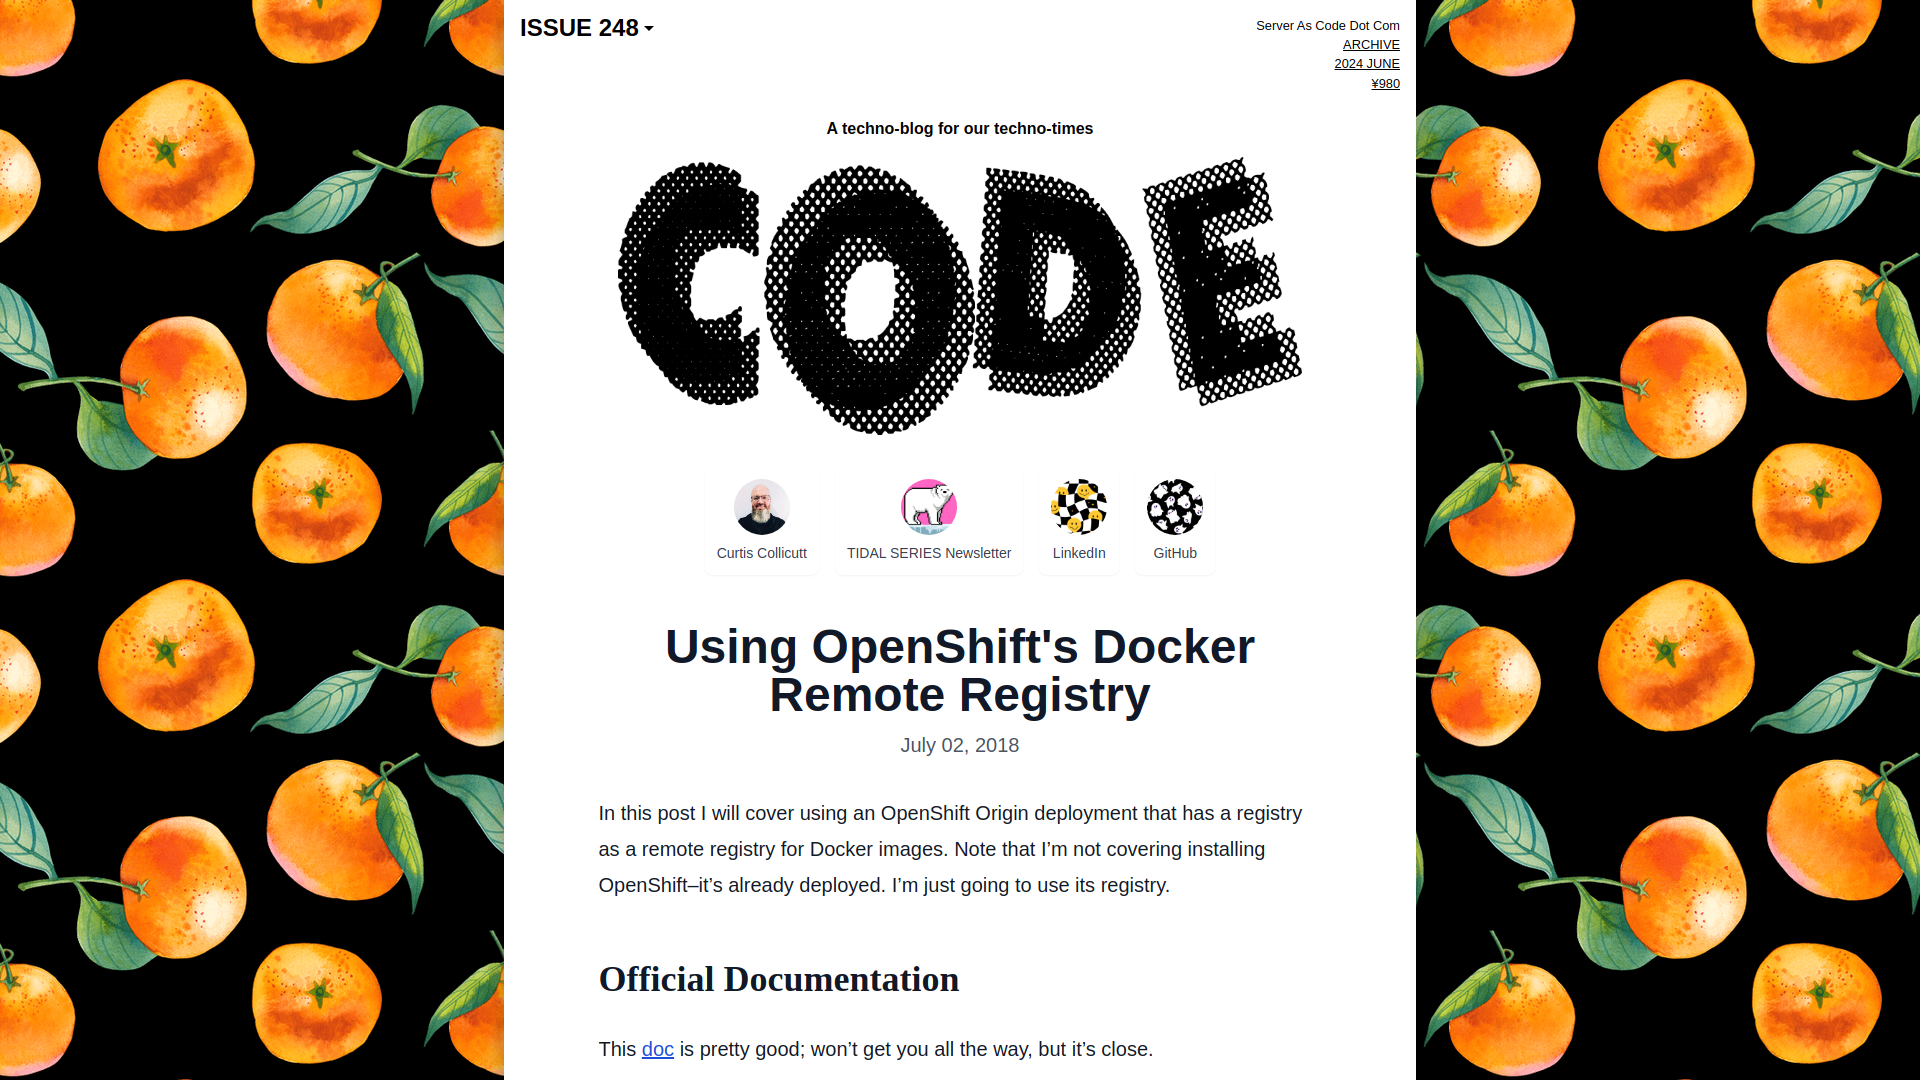 ISSUE 248
Server As Code Dot Com
ARCHIVE
2024 JUNE
¥980
A techno-blog for our techno-times
CODE
Curtis Collicutt
TIDAL SERIES Newsletter
LinkedIn
GitHub
Using OpenShift's Docker
Remote Registry
July 02, 2018
In this post I will cover using an OpenShift Origin deployment that has a registry
as a remote registry for Docker images. Note that I’m not covering installing
OpenShift–it’s already deployed. I’m just going to use its registry.
Official Documentation
This doc is pretty good; won’t get you all the way, but it’s close.